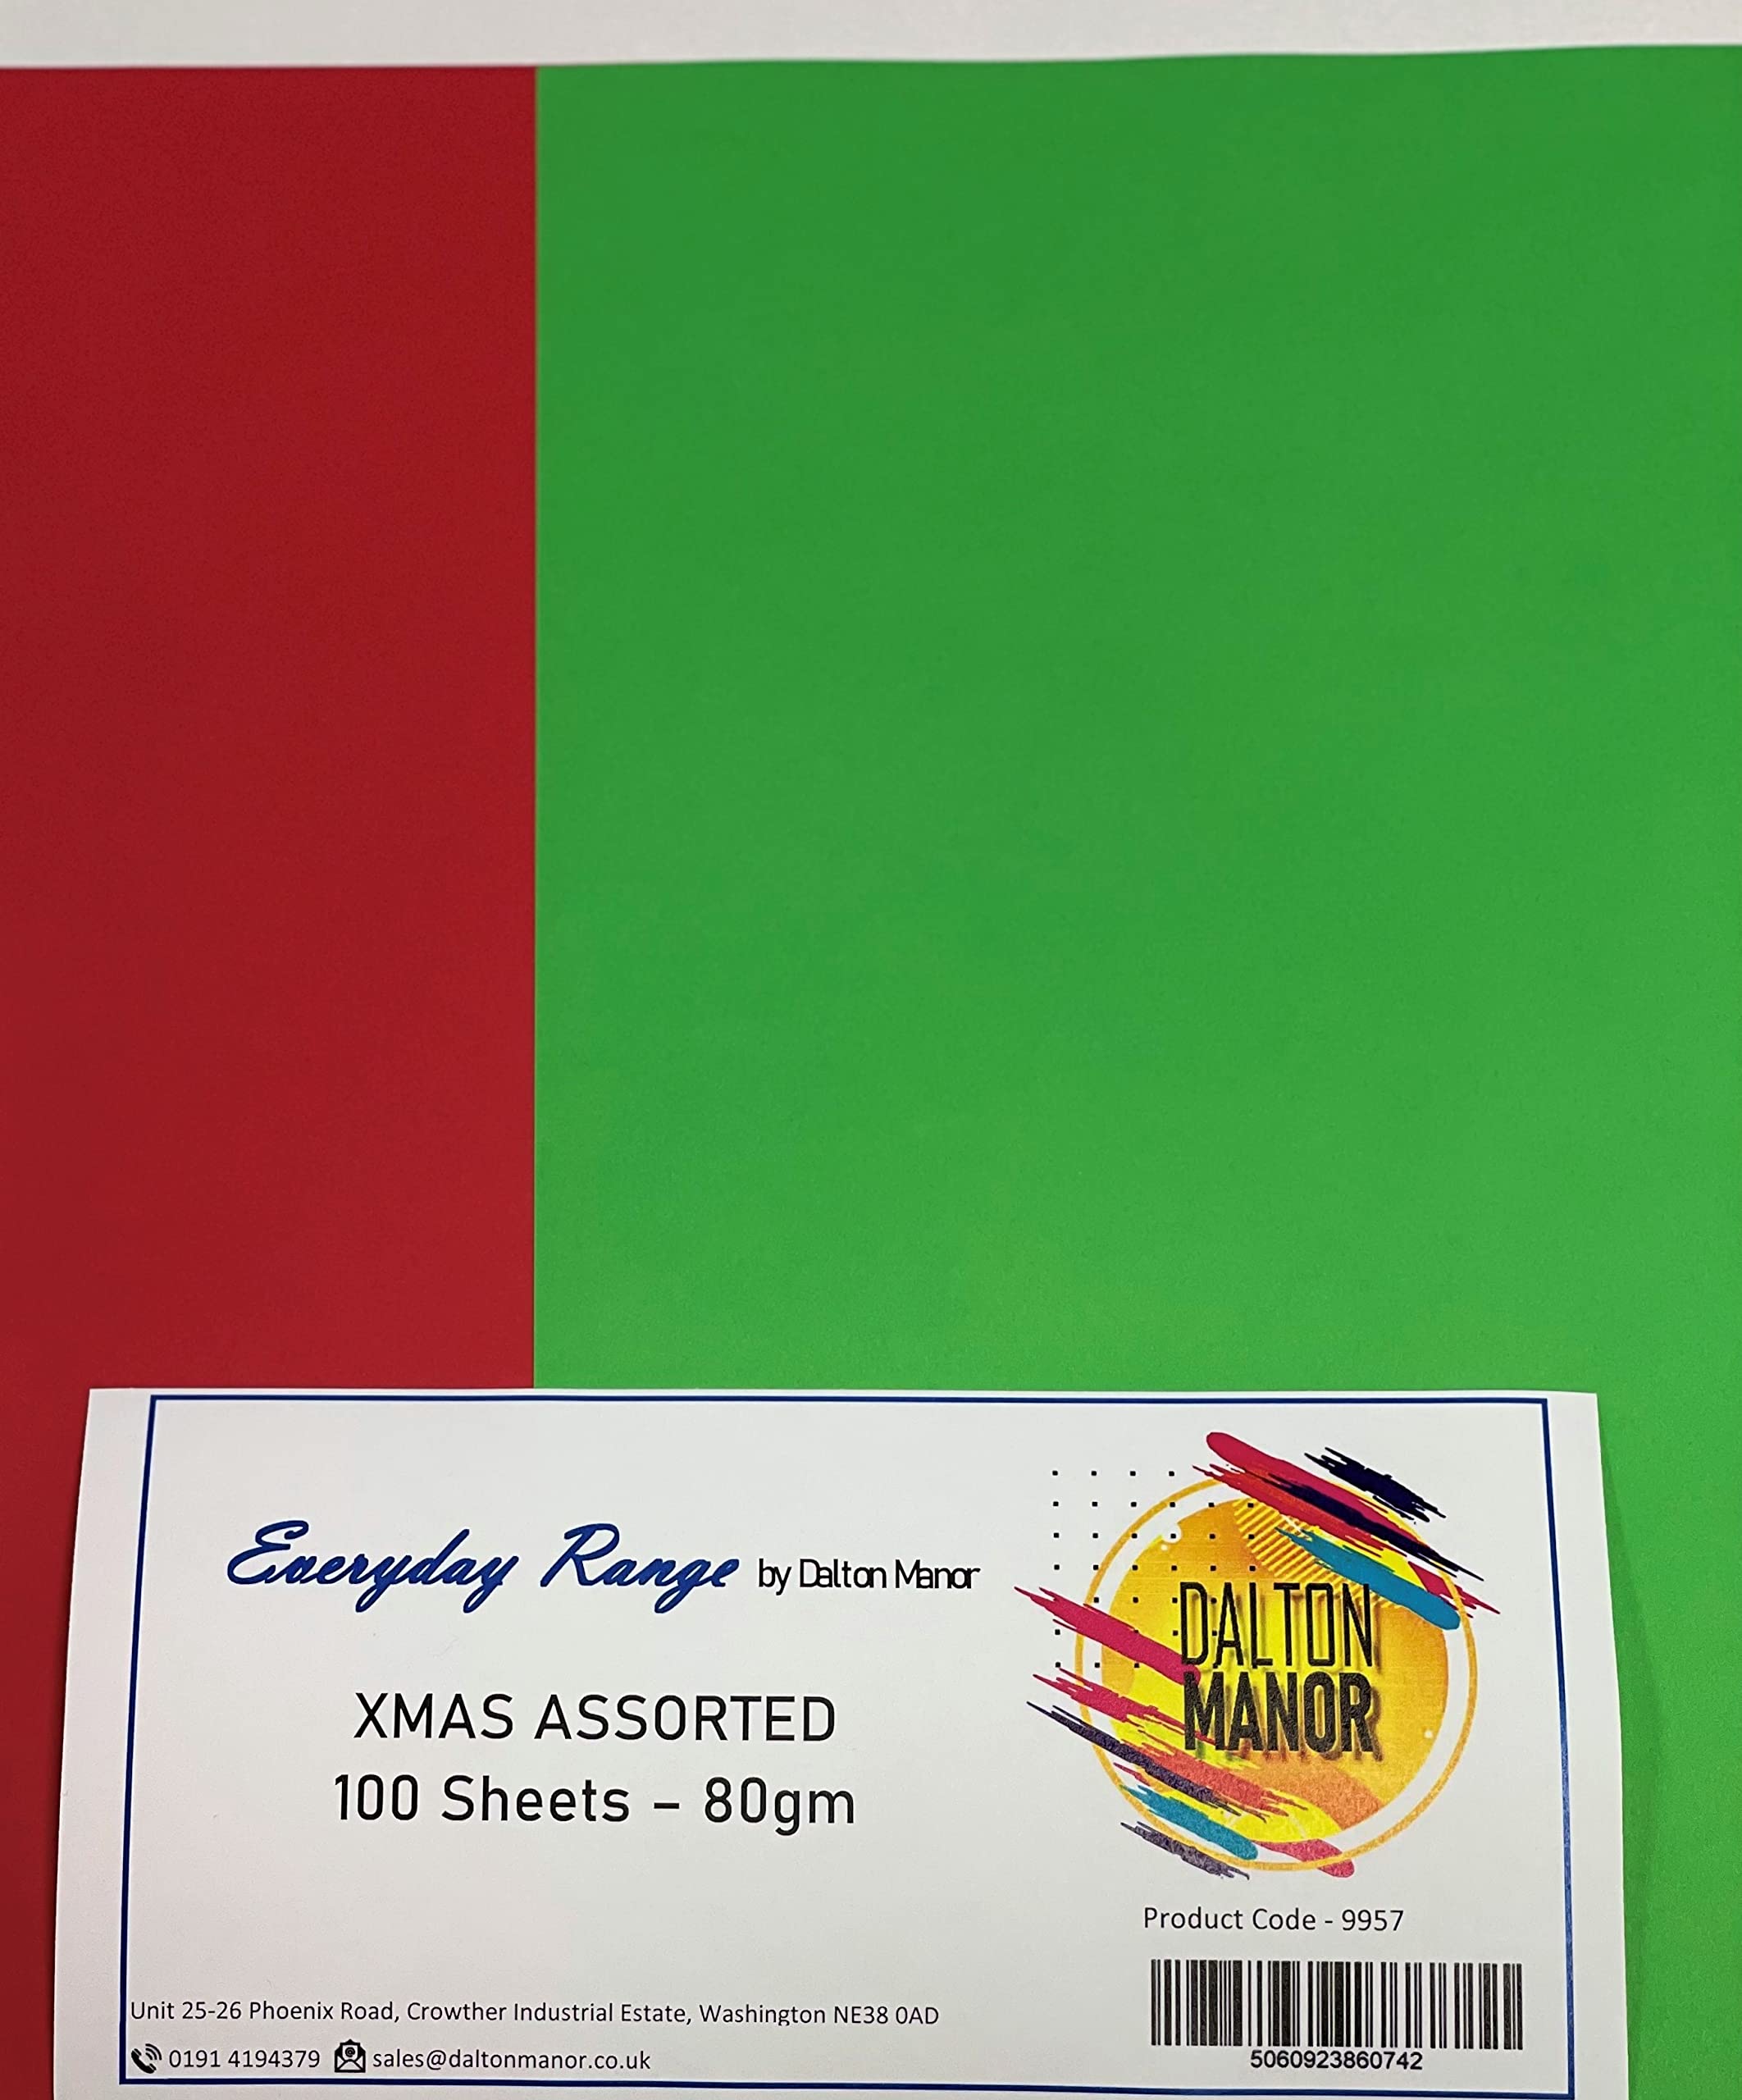 Everyday Range by Dalton Manor
DALTON
MANOR
XMAS ASSORTED
100 Sheets – 80gm
Product Code - 9957
5060923860742
Unit 25-26 Phoenix Road, Crowther Industrial Estate, Washington NE38 0AD
0191 4194379 sales@daltonmanor.co.uk